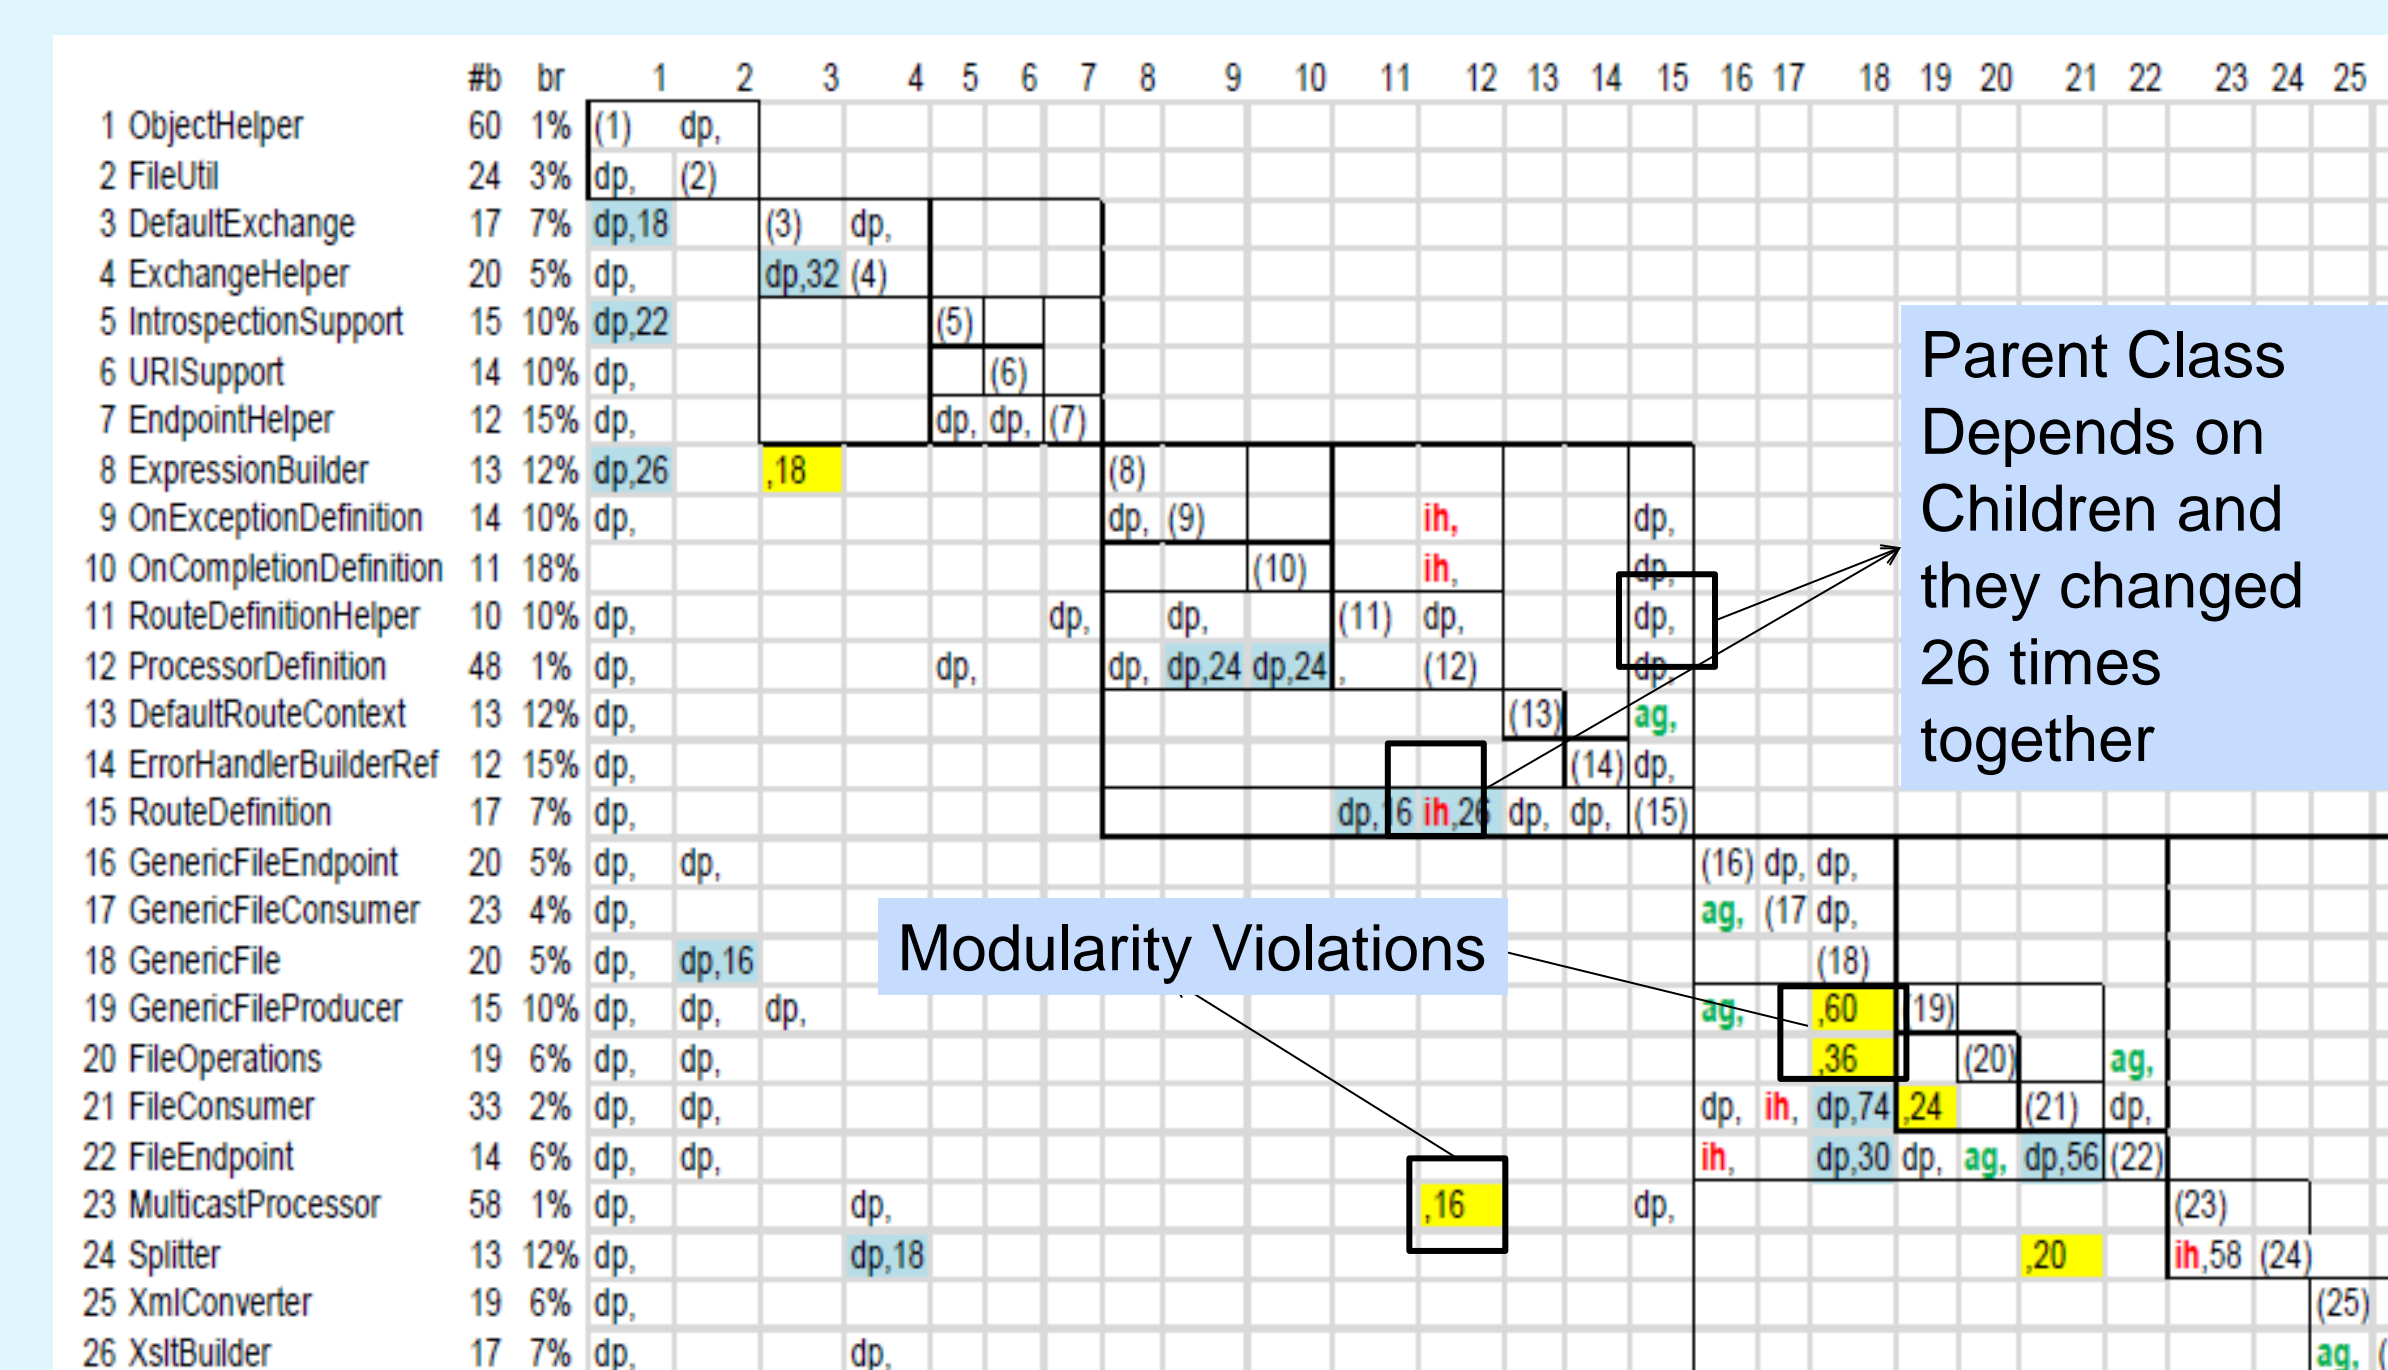 #b br 1 2 3 4 5 6 7 8 9 10 11 12 13 14 15 16 17 18 19 20 21 22 23 24 25
1 ObjectHelper 60 1% (1) dp,
2 FileUtil 24 3% dp, (2)
3 DefaultExchange 17 7% dp,18 (3) dp,
4 ExchangeHelper 20 5% dp, dp,32 (4)
5 IntrospectionSupport 15 10% dp,22 (5)
6 URISupport 14 10% dp, (6)
7 EndpointHelper 12 15% dp, dp, dp, (7)
8 ExpressionBuilder 13 12% dp,26 ,18 (8)
9 OnExceptionDefinition 14 10% dp, dp, (9) ih, dp,
10 OnCompletionDefinition 11 18% (10) ih, dp,
11 RouteDefinitionHelper 10 10% dp, dp, dp, (11) dp, dp,
12 ProcessorDefinition 48 1% dp, dp, dp, dp,24 dp,24 , (12) dp,
13 DefaultRouteContext 13 12% dp, (13) ag,
14 ErrorHandlerBuilderRef 12 15% dp, (14) dp,
15 RouteDefinition 17 7% dp, dp,16 ih,26 dp, dp, (15)
16 GenericFileEndpoint 20 5% dp, dp, (16) dp, dp,
17 GenericFileConsumer 23 4% dp, ag, (17 dp,
18 GenericFile 20 5% dp, dp,16 (18)
19 GenericFileProducer 15 10% dp, dp, dp, ag, ,60 (19)
20 FileOperations 19 6% dp, dp, ,36 (20) ag,
21 FileConsumer 33 2% dp, dp, dp, ih, dp,74 ,24 (21) dp,
22 FileEndpoint 14 6% dp, dp, ih, dp,30 dp, ag, dp,56 (22)
23 MulticastProcessor 58 1% dp, dp, ,16 dp, (23)
24 Splitter 13 12% dp, dp,18 ,20 ih,58 (24)
25 XmlConverter 19 6% dp, (25)
26 XsltBuilder 17 7% dp, dp, ag, (
Parent Class
Depends on
Children and
they changed
26 times
together
Modularity Violations